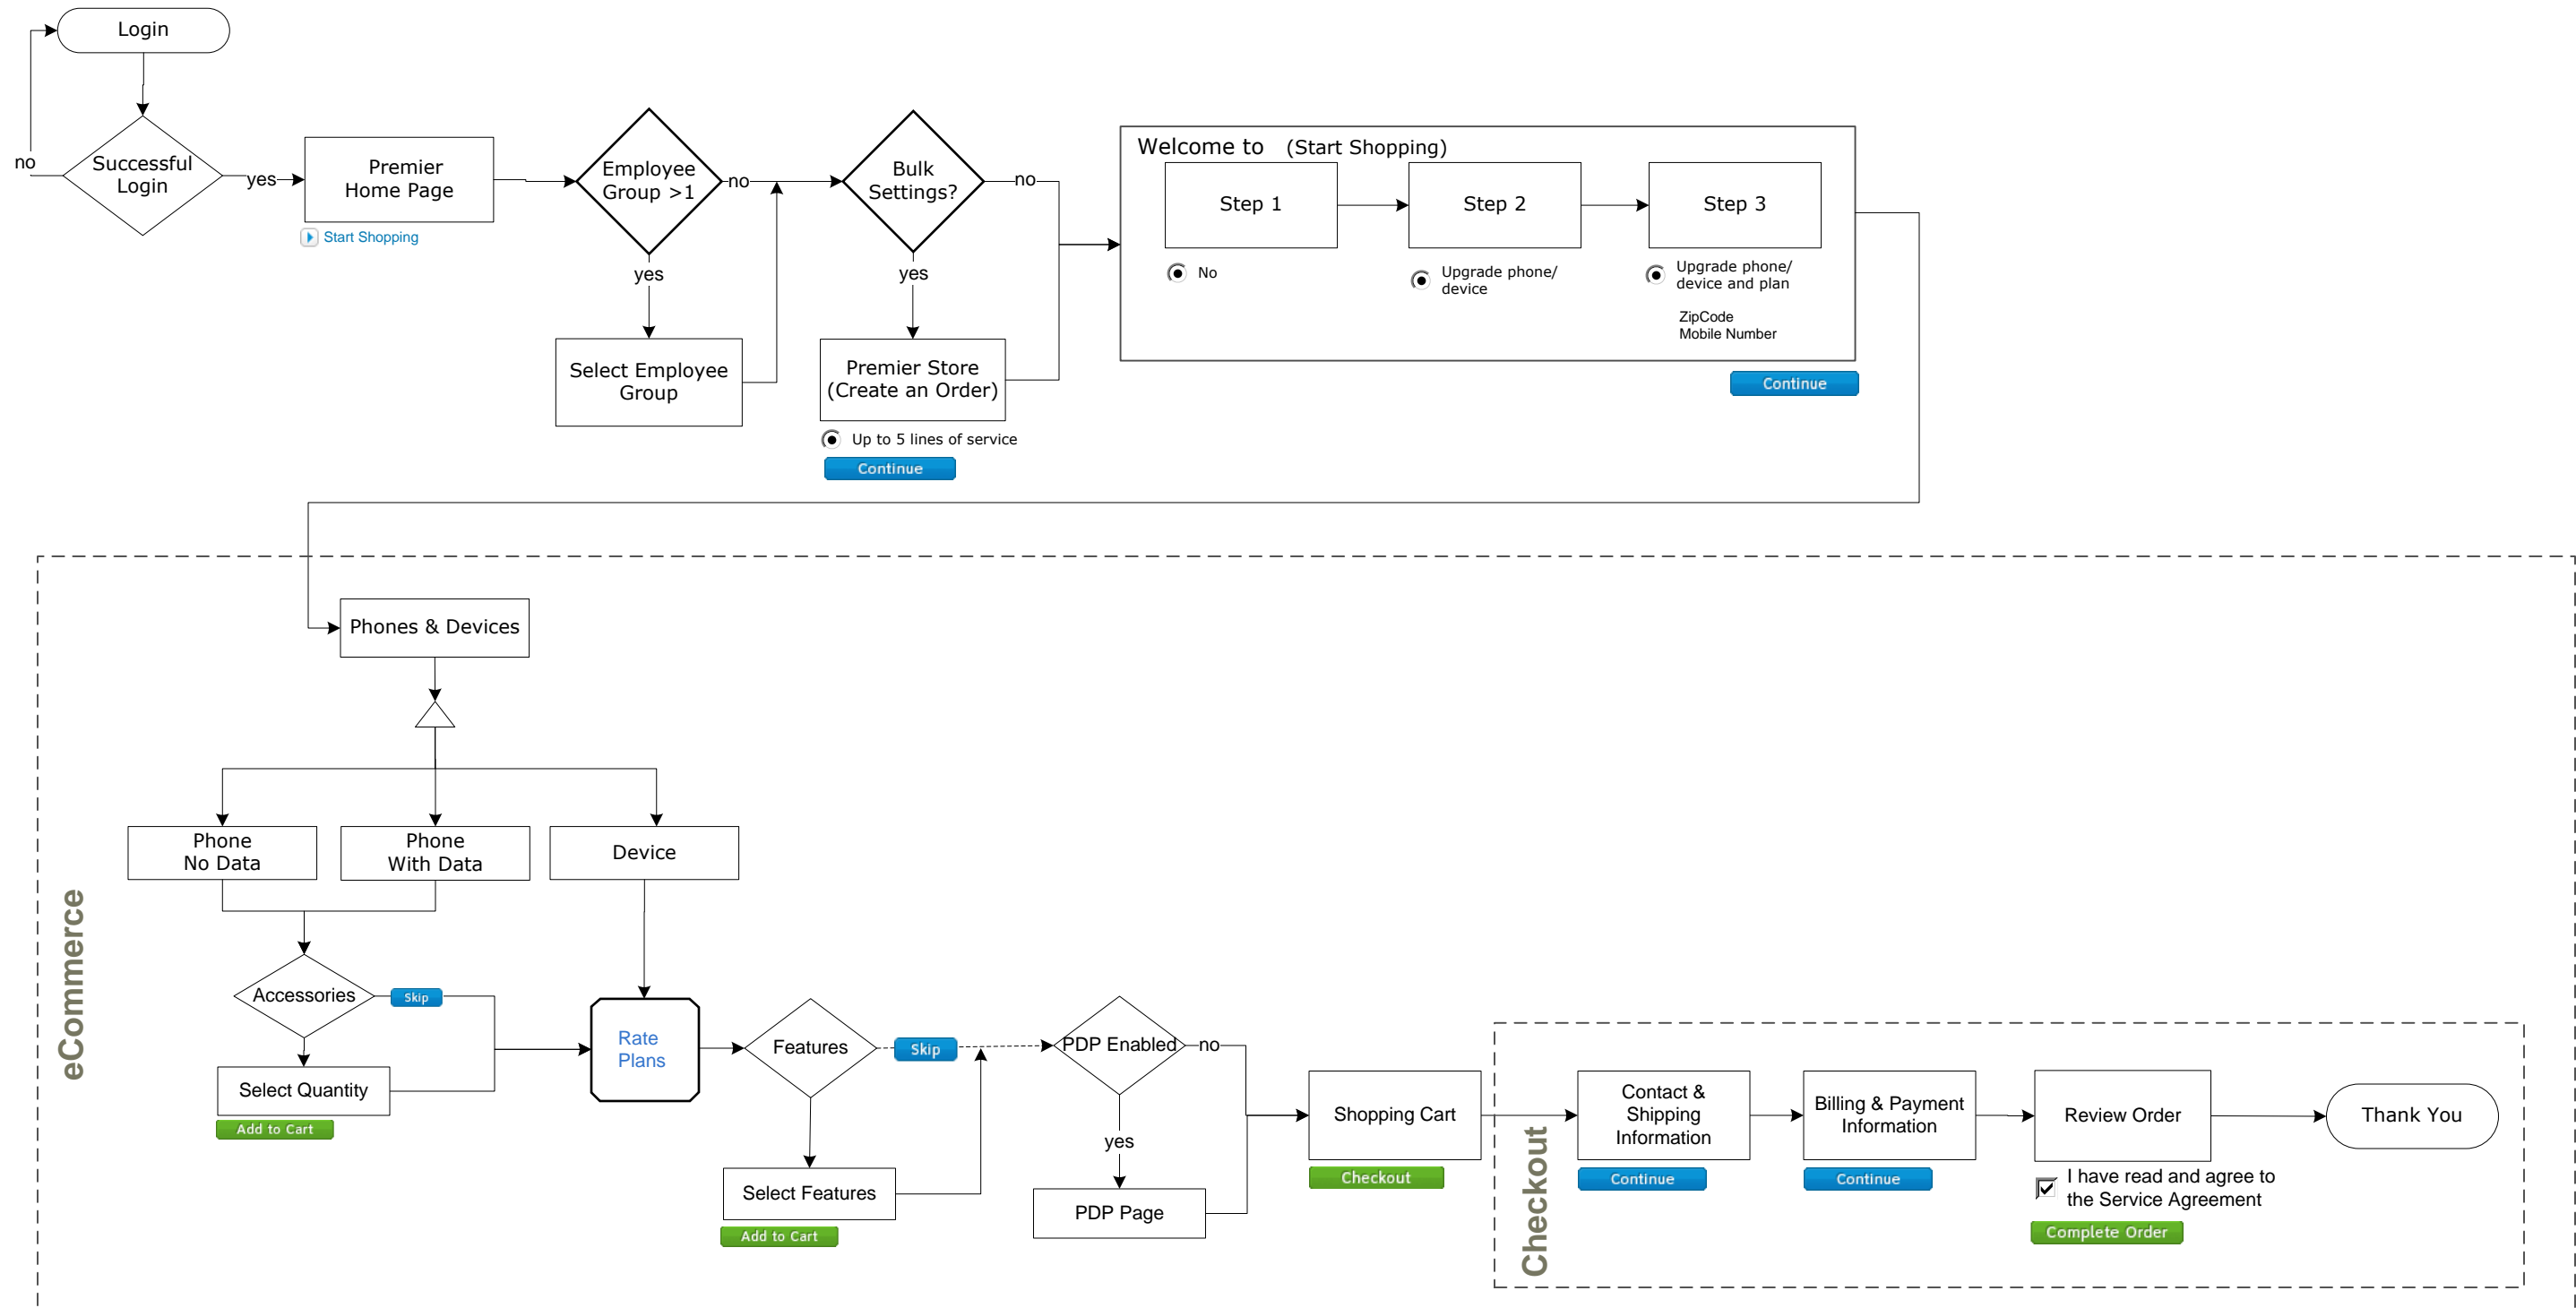 Login
Successful
Login
no
yes
Premier
Home Page
Start Shopping
Employee
Group >1
no
yes
Select Employee
Group
Bulk
Settings?
no
yes
Premier Store
(Create an Order)
Up to 5 lines of service
Continue
Welcome to (Start Shopping)
Step 1
Step 2
Step 3
No
Upgrade phone/
device
Upgrade phone/
device and plan
ZipCode
Mobile Number
Continue
eCommerce
Phones & Devices
Phone
No Data
Phone
With Data
Device
Accessories
Skip
Select Quantity
Add to Cart
Rate
Plans
Features
Skip
Select Features
Add to Cart
PDP Enabled
no
yes
PDP Page
Shopping Cart
Checkout
Checkout
Contact &
Shipping
Information
Continue
Billing & Payment
Information
Continue
Review Order
I have read and agree to
the Service Agreement
Complete Order
Thank You